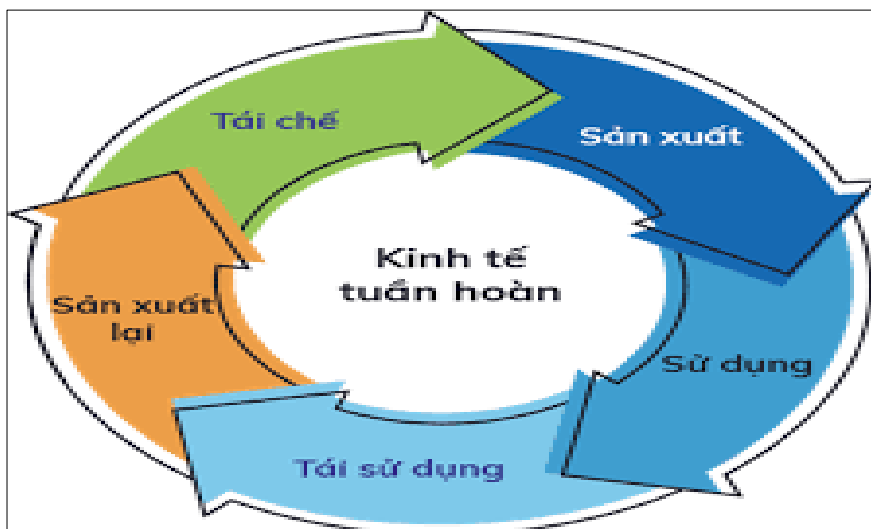 Tái chế
Sản xuất
Kinh tế
tuần hoàn
Sản xuất
lại
Sử dụng
Tái sử dụng